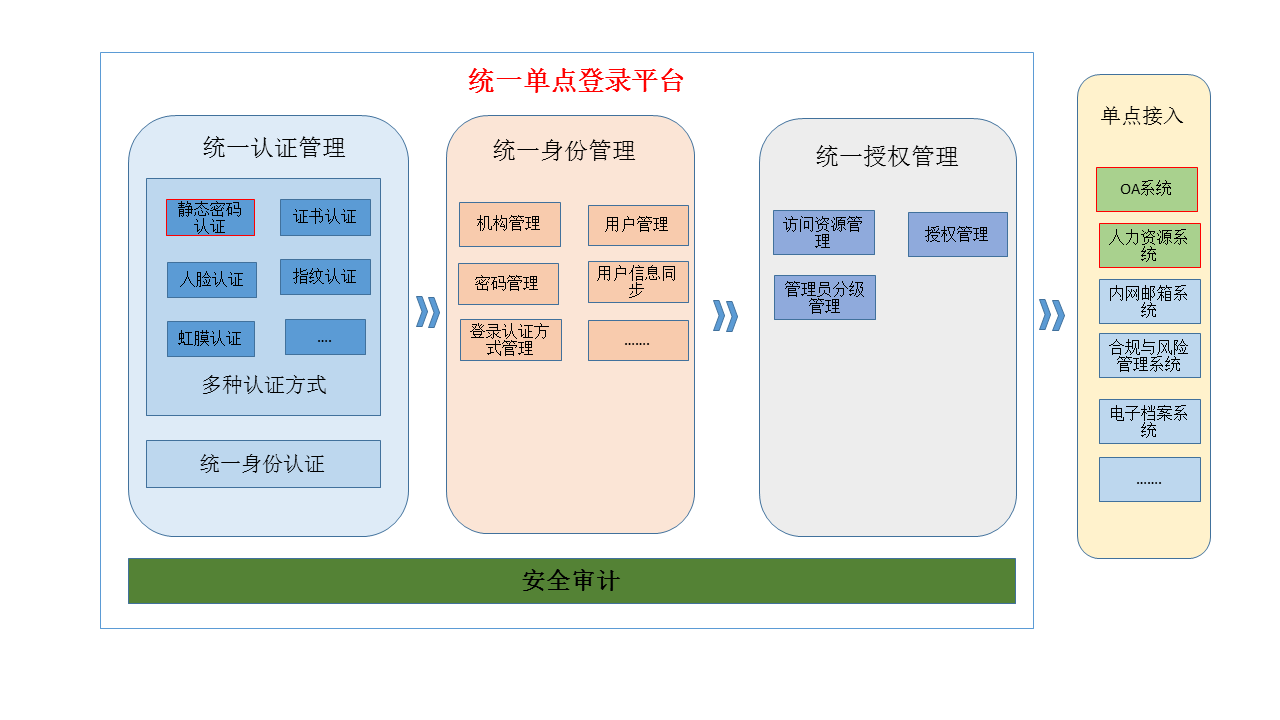 统一单点登录平台
统一认证管理
静态密码
认证
证书认证
人脸认证
指纹认证
虹膜认证
....
多种认证方式
统一身份认证
统一身份管理
机构管理
用户管理
密码管理
用户信息同
步
登录认证方
式管理
.......
统一授权管理
访问资源管
理
授权管理
管理员分级
管理
安全审计
单点接入
OA系统
人力资源系
统
内网邮箱系
统
合规与风险
管理系统
电子档案系
统
.......